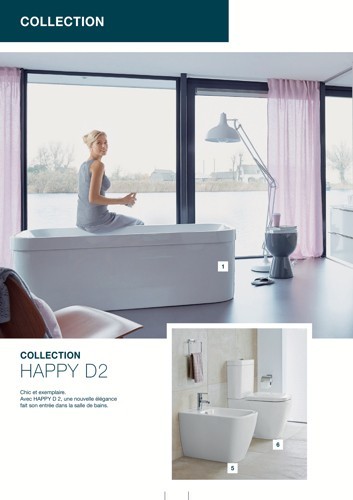 COLLECTION
1
COLLECTION
HAPPY D2
Chic et exemplaire.
Avec HAPPY D 2, une nouvelle élégance
fait son entrée dans la salle de bains.
6
5